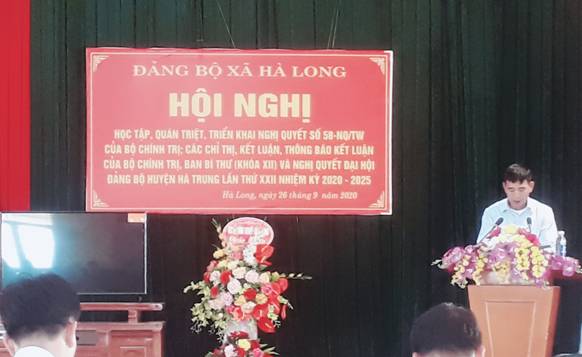 ĐẢNG BỘ XÃ HÀ LONG
HỘI NGHỊ
HỌC TẬP, QUÁN TRIỆT, TRIỂN KHAI NGHỊ QUYẾT SỐ 58-NQ/TW
CỦA BỘ CHÍNH TRỊ; CÁC CHỈ THỊ, KẾT LUẬN, THÔNG BÁO KẾT LUẬN
CỦA BỘ CHÍNH TRỊ, BAN BÍ THƯ (KHÓA XII) VÀ NGHỊ QUYẾT ĐẠI HỘI
ĐẢNG BỘ HUYỆN HÀ TRUNG LẦN THỨ XXII NHIỆM KỲ 2020 - 2025
Hà Long, ngày 26 tháng 9 năm 2020